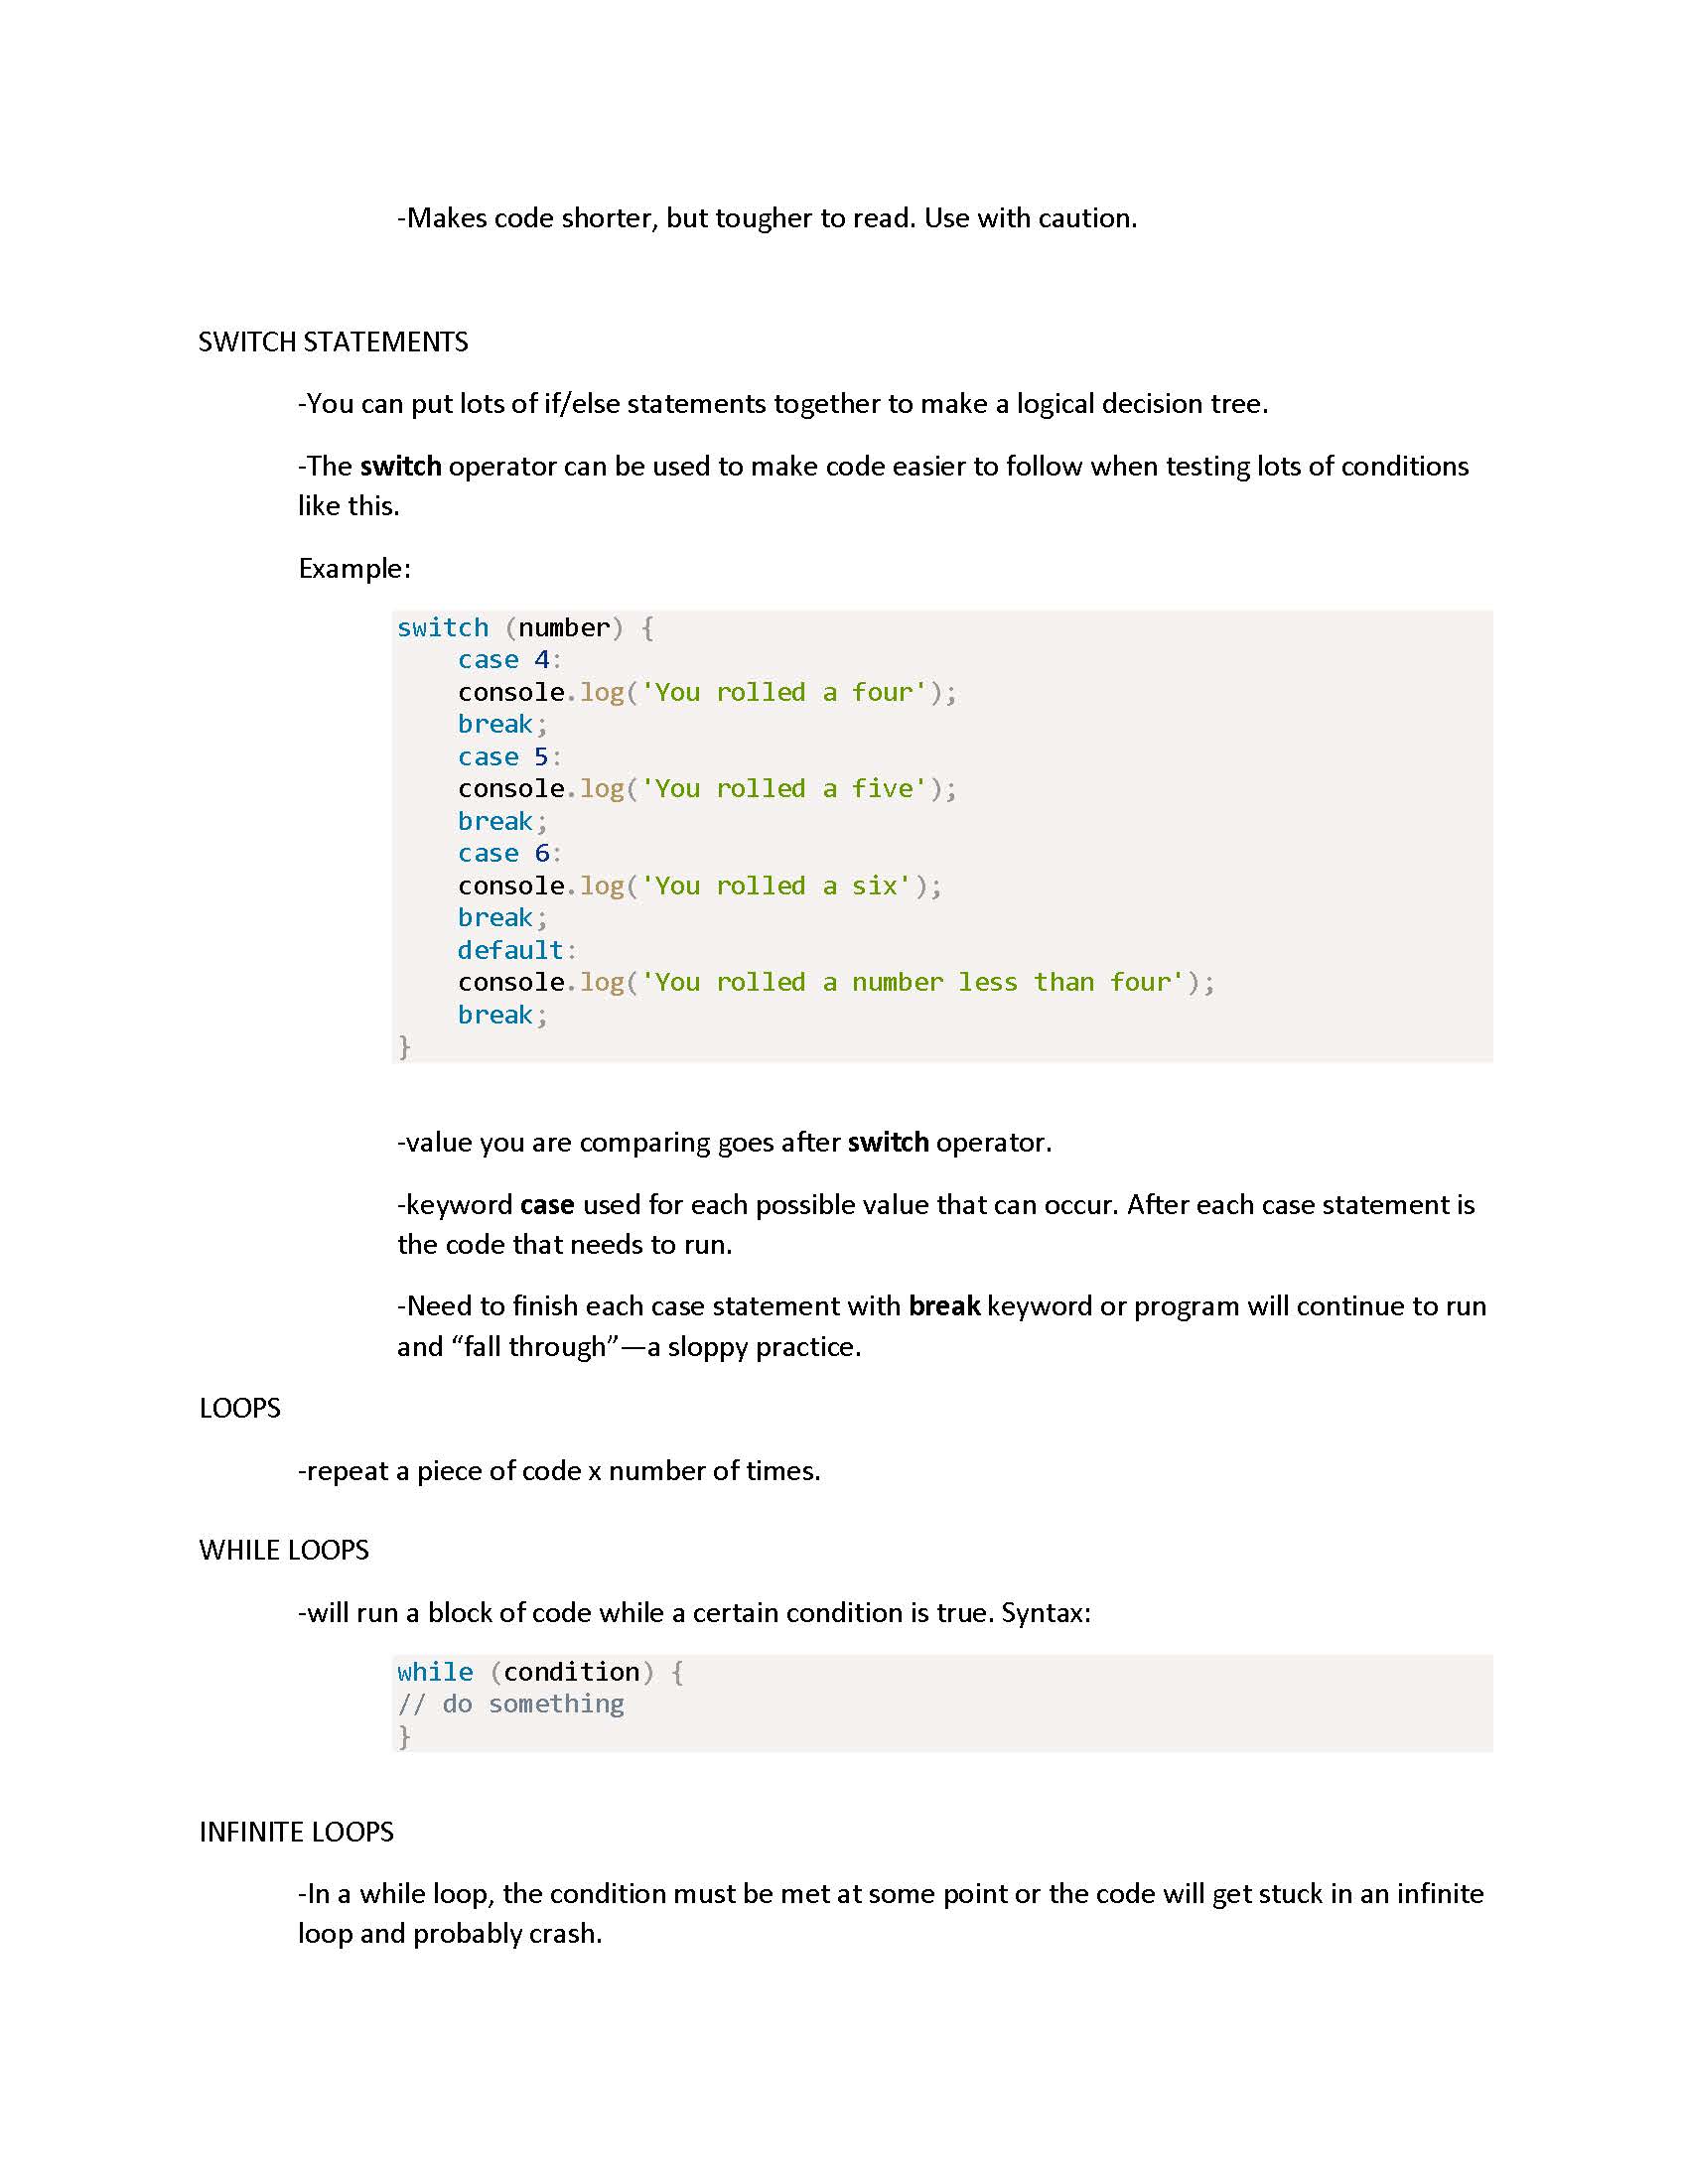 -Makes code shorter, but tougher to read. Use with caution.
SWITCH STATEMENTS
-You can put lots of if/else statements together to make a logical decision tree.
-The switch operator can be used to make code easier to follow when testing lots of conditions
like this.
Example:
switch (number) {
    case 4:
    console.log('You rolled a four');
    break;
    case 5:
    console.log('You rolled a five');
    break;
    case 6:
    console.log('You rolled a six');
    break;
    default:
    console.log('You rolled a number less than four');
    break;
}
-value you are comparing goes after switch operator.
-keyword case used for each possible value that can occur. After each case statement is
the code that needs to run.
-Need to finish each case statement with break keyword or program will continue to run
and “fall through”—a sloppy practice.
LOOPS
-repeat a piece of code x number of times.
WHILE LOOPS
-will run a block of code while a certain condition is true. Syntax:
while (condition) {
// do something
}
INFINITE LOOPS
-In a while loop, the condition must be met at some point or the code will get stuck in an infinite
loop and probably crash.